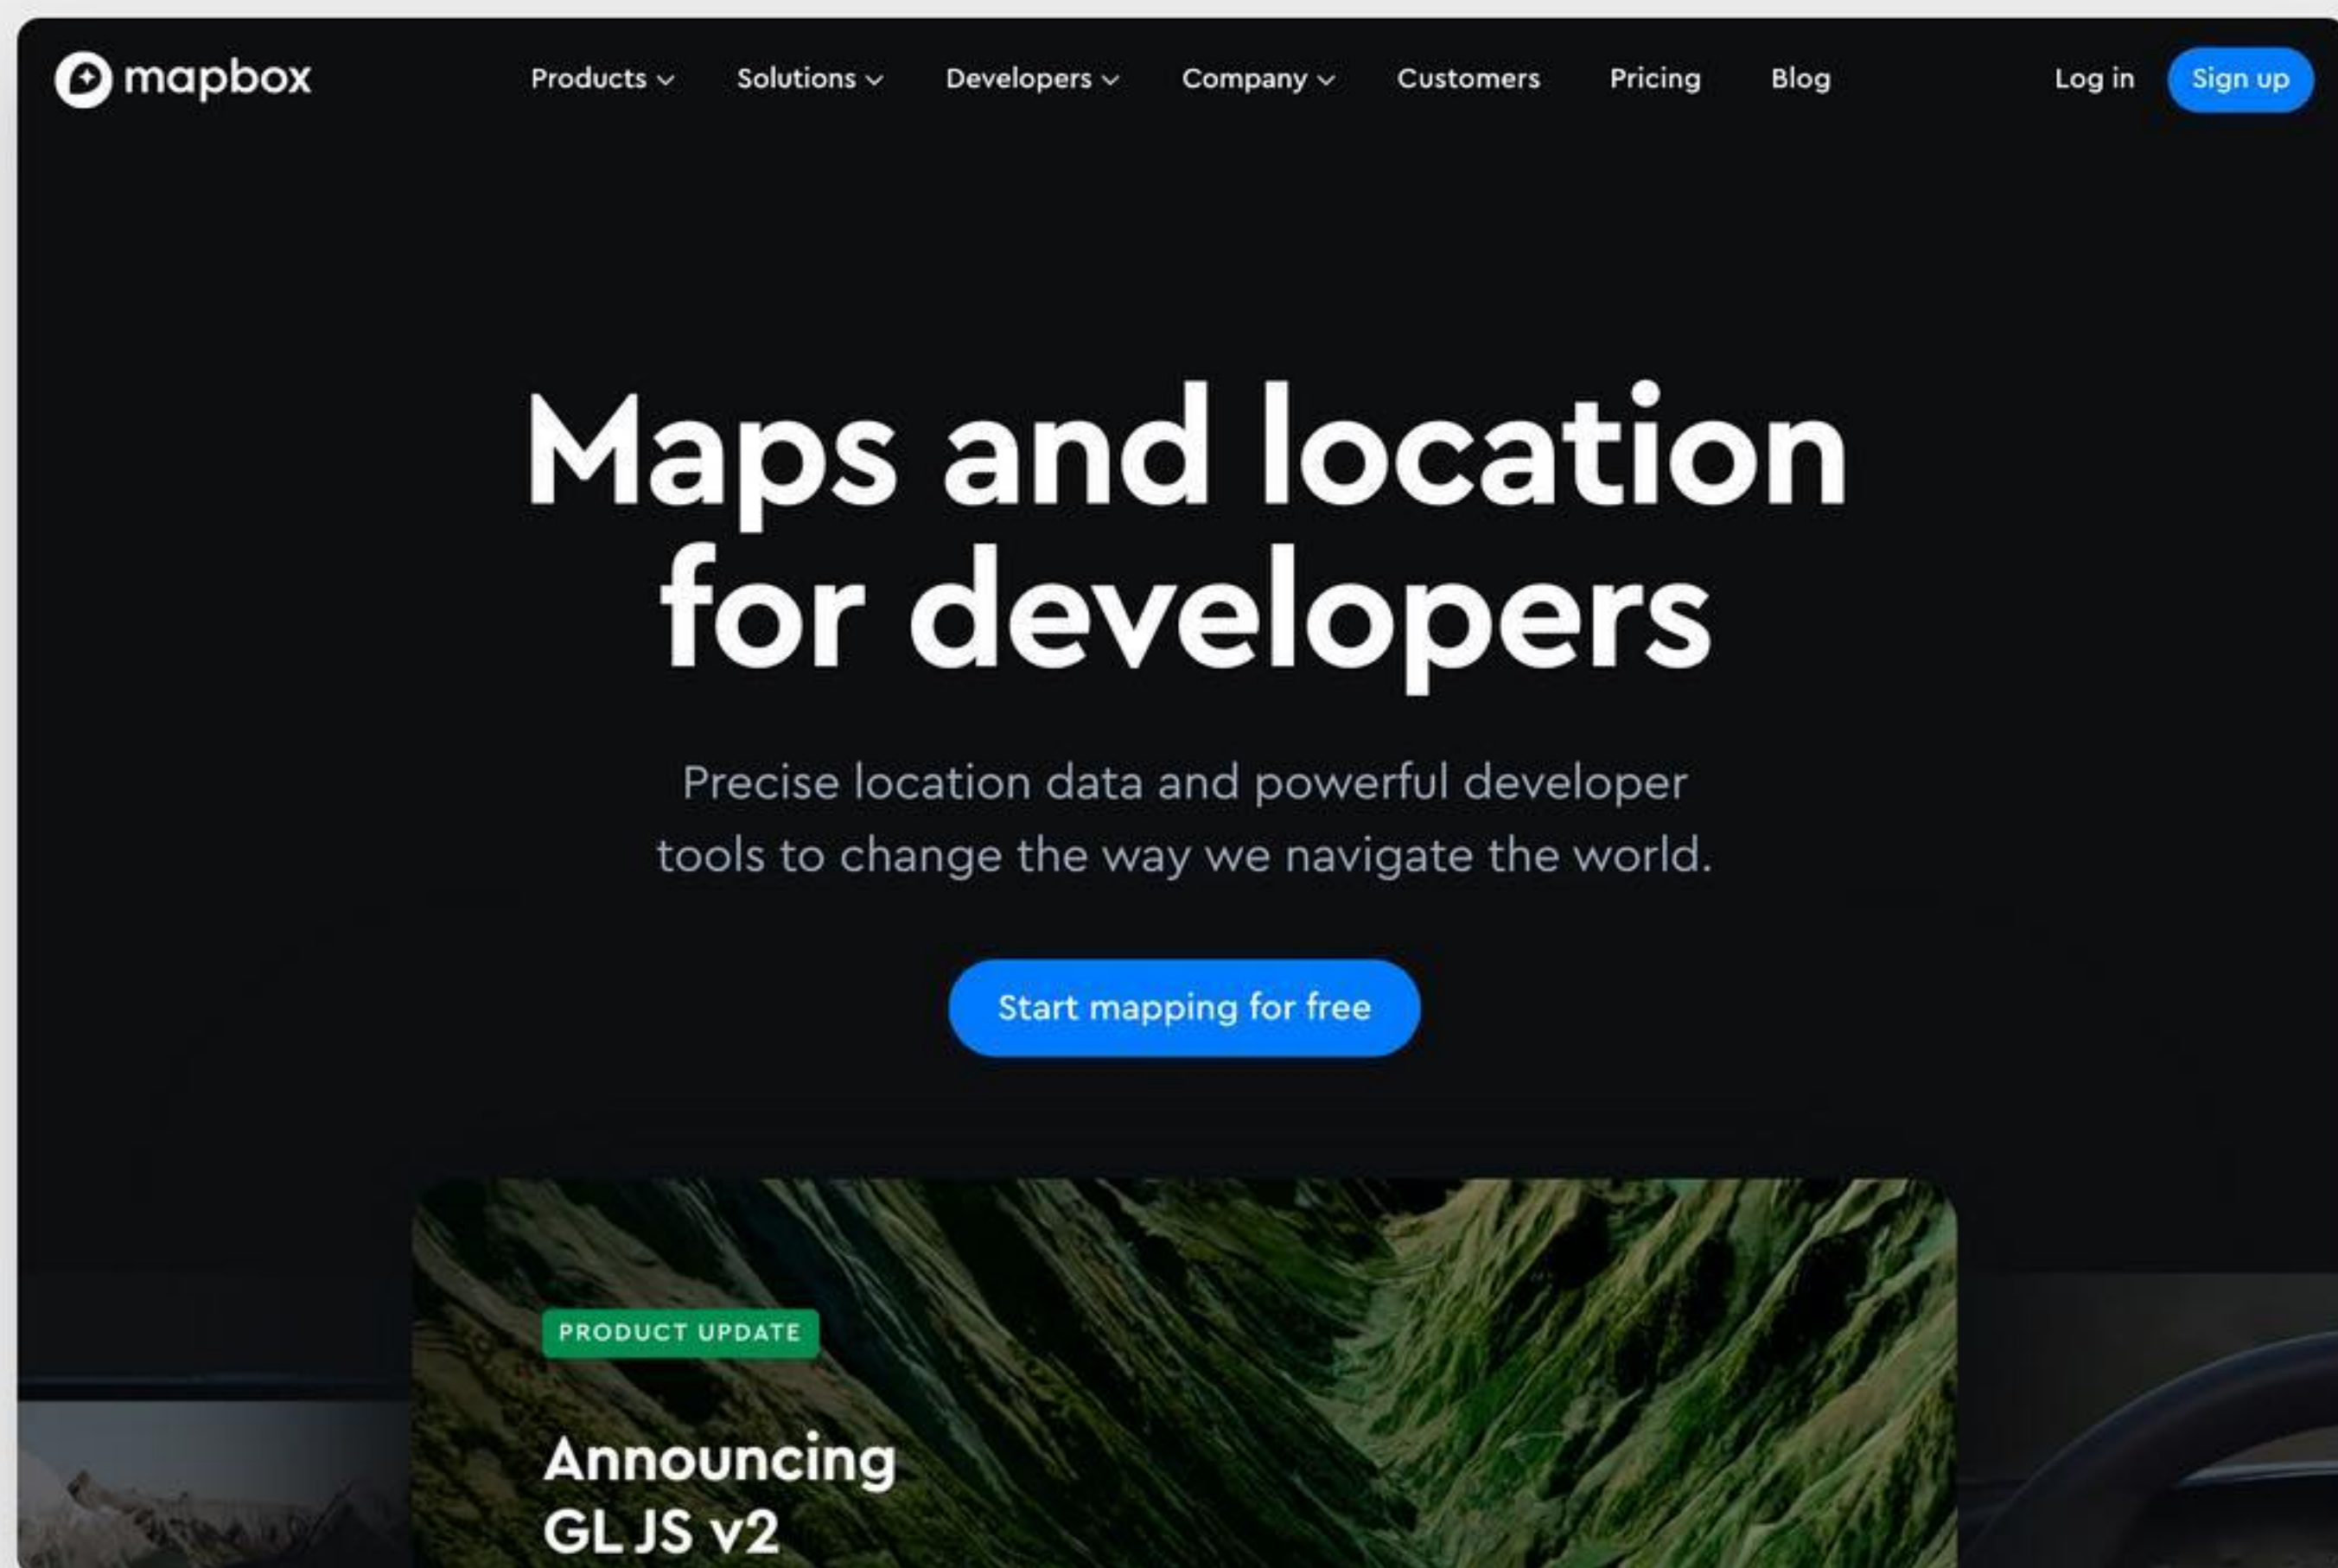 mapbox
Products Solutions Developers Company Customers Pricing Blog Log in Sign up
Maps and location
for developers
Precise location data and powerful developer
tools to change the way we navigate the world.
Start mapping for free
PRODUCT UPDATE
Announcing
GL JS v2